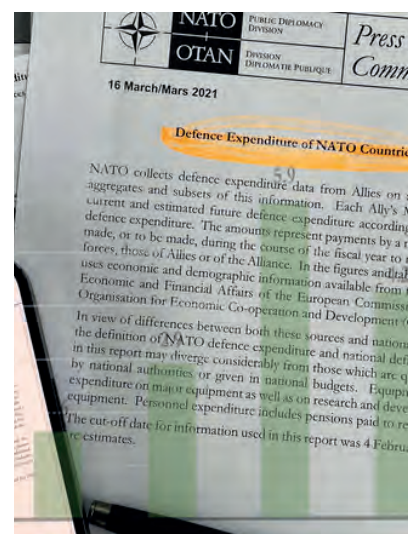 NATO
OTAN
PUBLIC DIPLOMACY
DIVISION
DIVISION
DIPLOMATIE PUBLIQUE
Press
Comm
16 March/Mars 2021
Defence Expenditure of NATO Countrie
5.9
NATO collects defence expenditure data from Allies on a
aggregates and subsets of this information. Each Ally's M
current and estimated future defence expenditure according
defence expenditure. The amounts represent payments by a n
made, or to be made, during the course of the fiscal year to m
forces, those of Allies or of the Alliance. In the figures and tab
uses economic and demographic information available from t
Economic and Financial Affairs of the European Commiss
Organisation for Economic Co-operation and Development (
In view of differences between both these sources and nationa
the definition of NATO defence expenditure and national defi
in this report may diverge considerably from those which are q
by national authorities or given in national budgets. Equipm
expenditure on major equipment as well as on research and deve
equipment. Personnel expenditure includes pensions paid to re
The cut-off date for information used in this report was 4 Februa
re estimates.